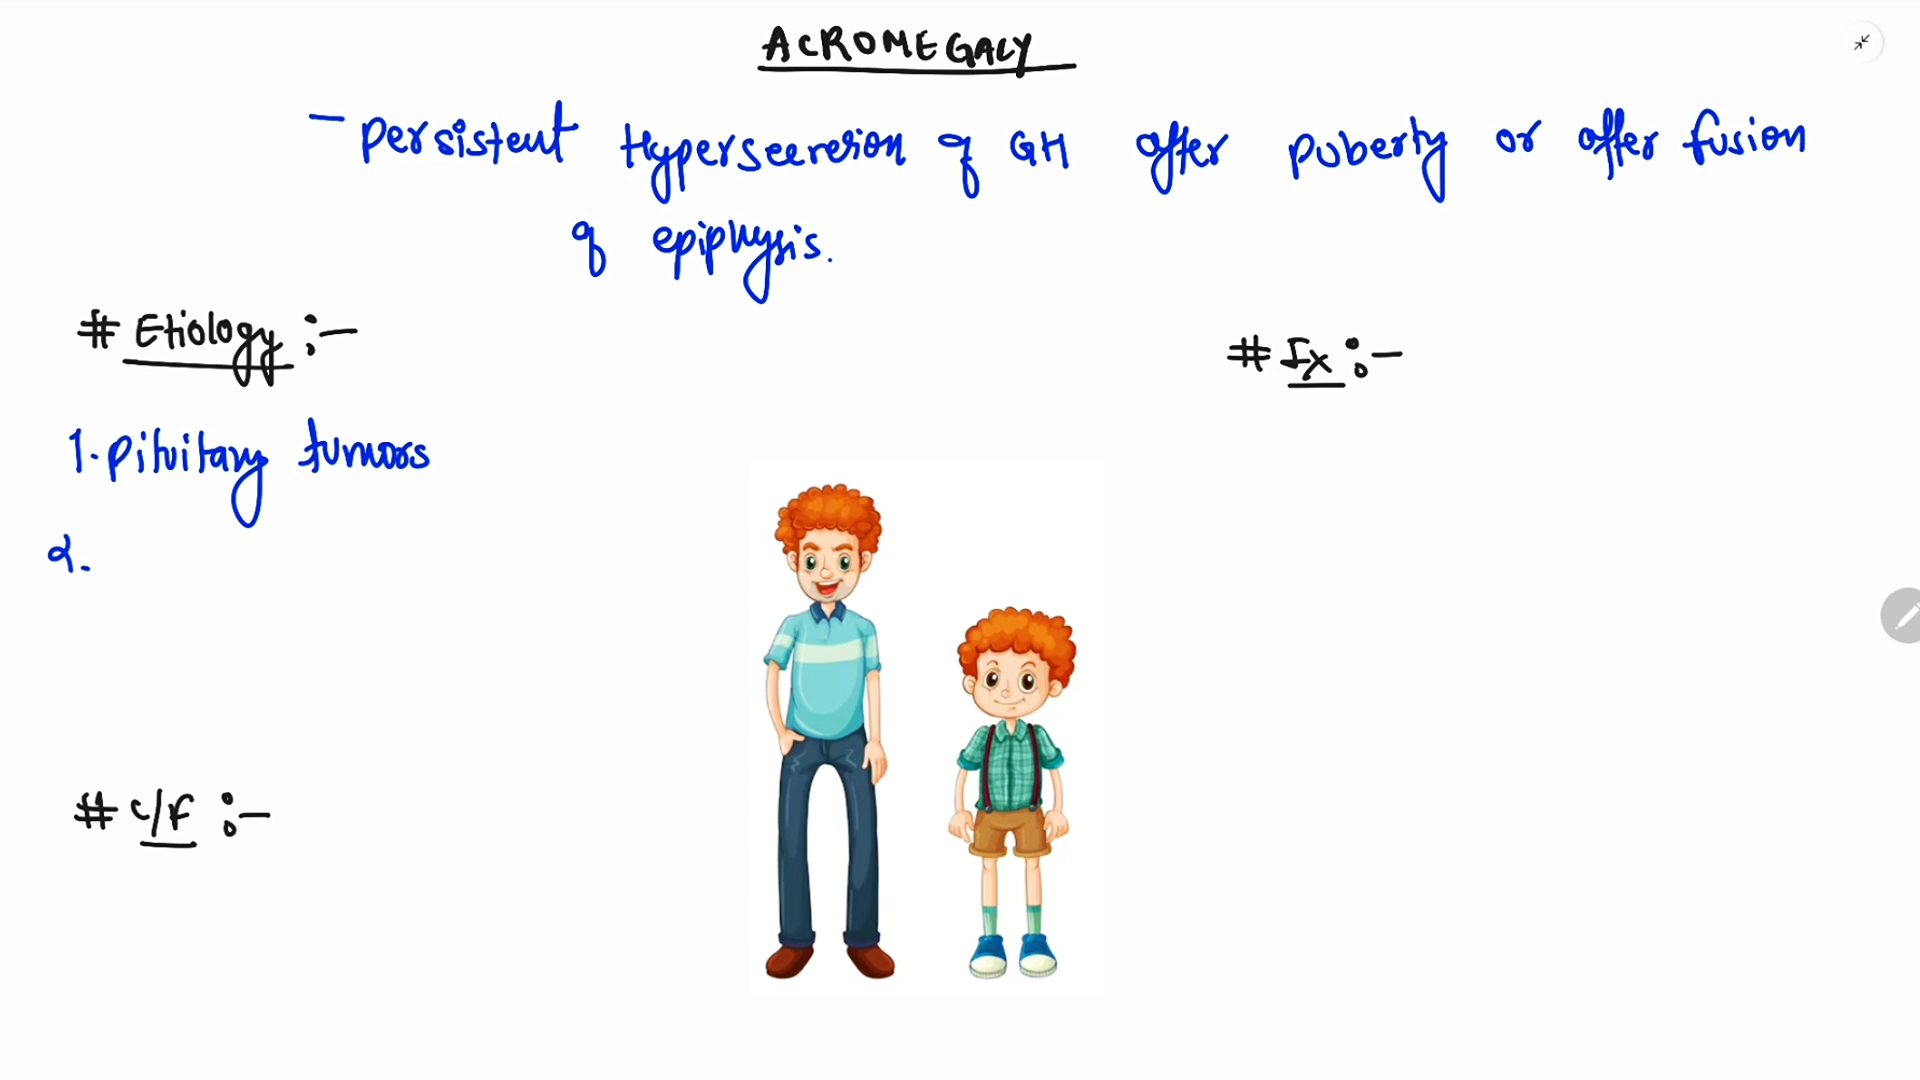 ACROMEGALY
- Persistent Hypersecretion of GH after puberty or after fusion
of epiphysis.
# Etiology :-
# Ix :-
1. Pituitary tumors
2.
# C/F :-